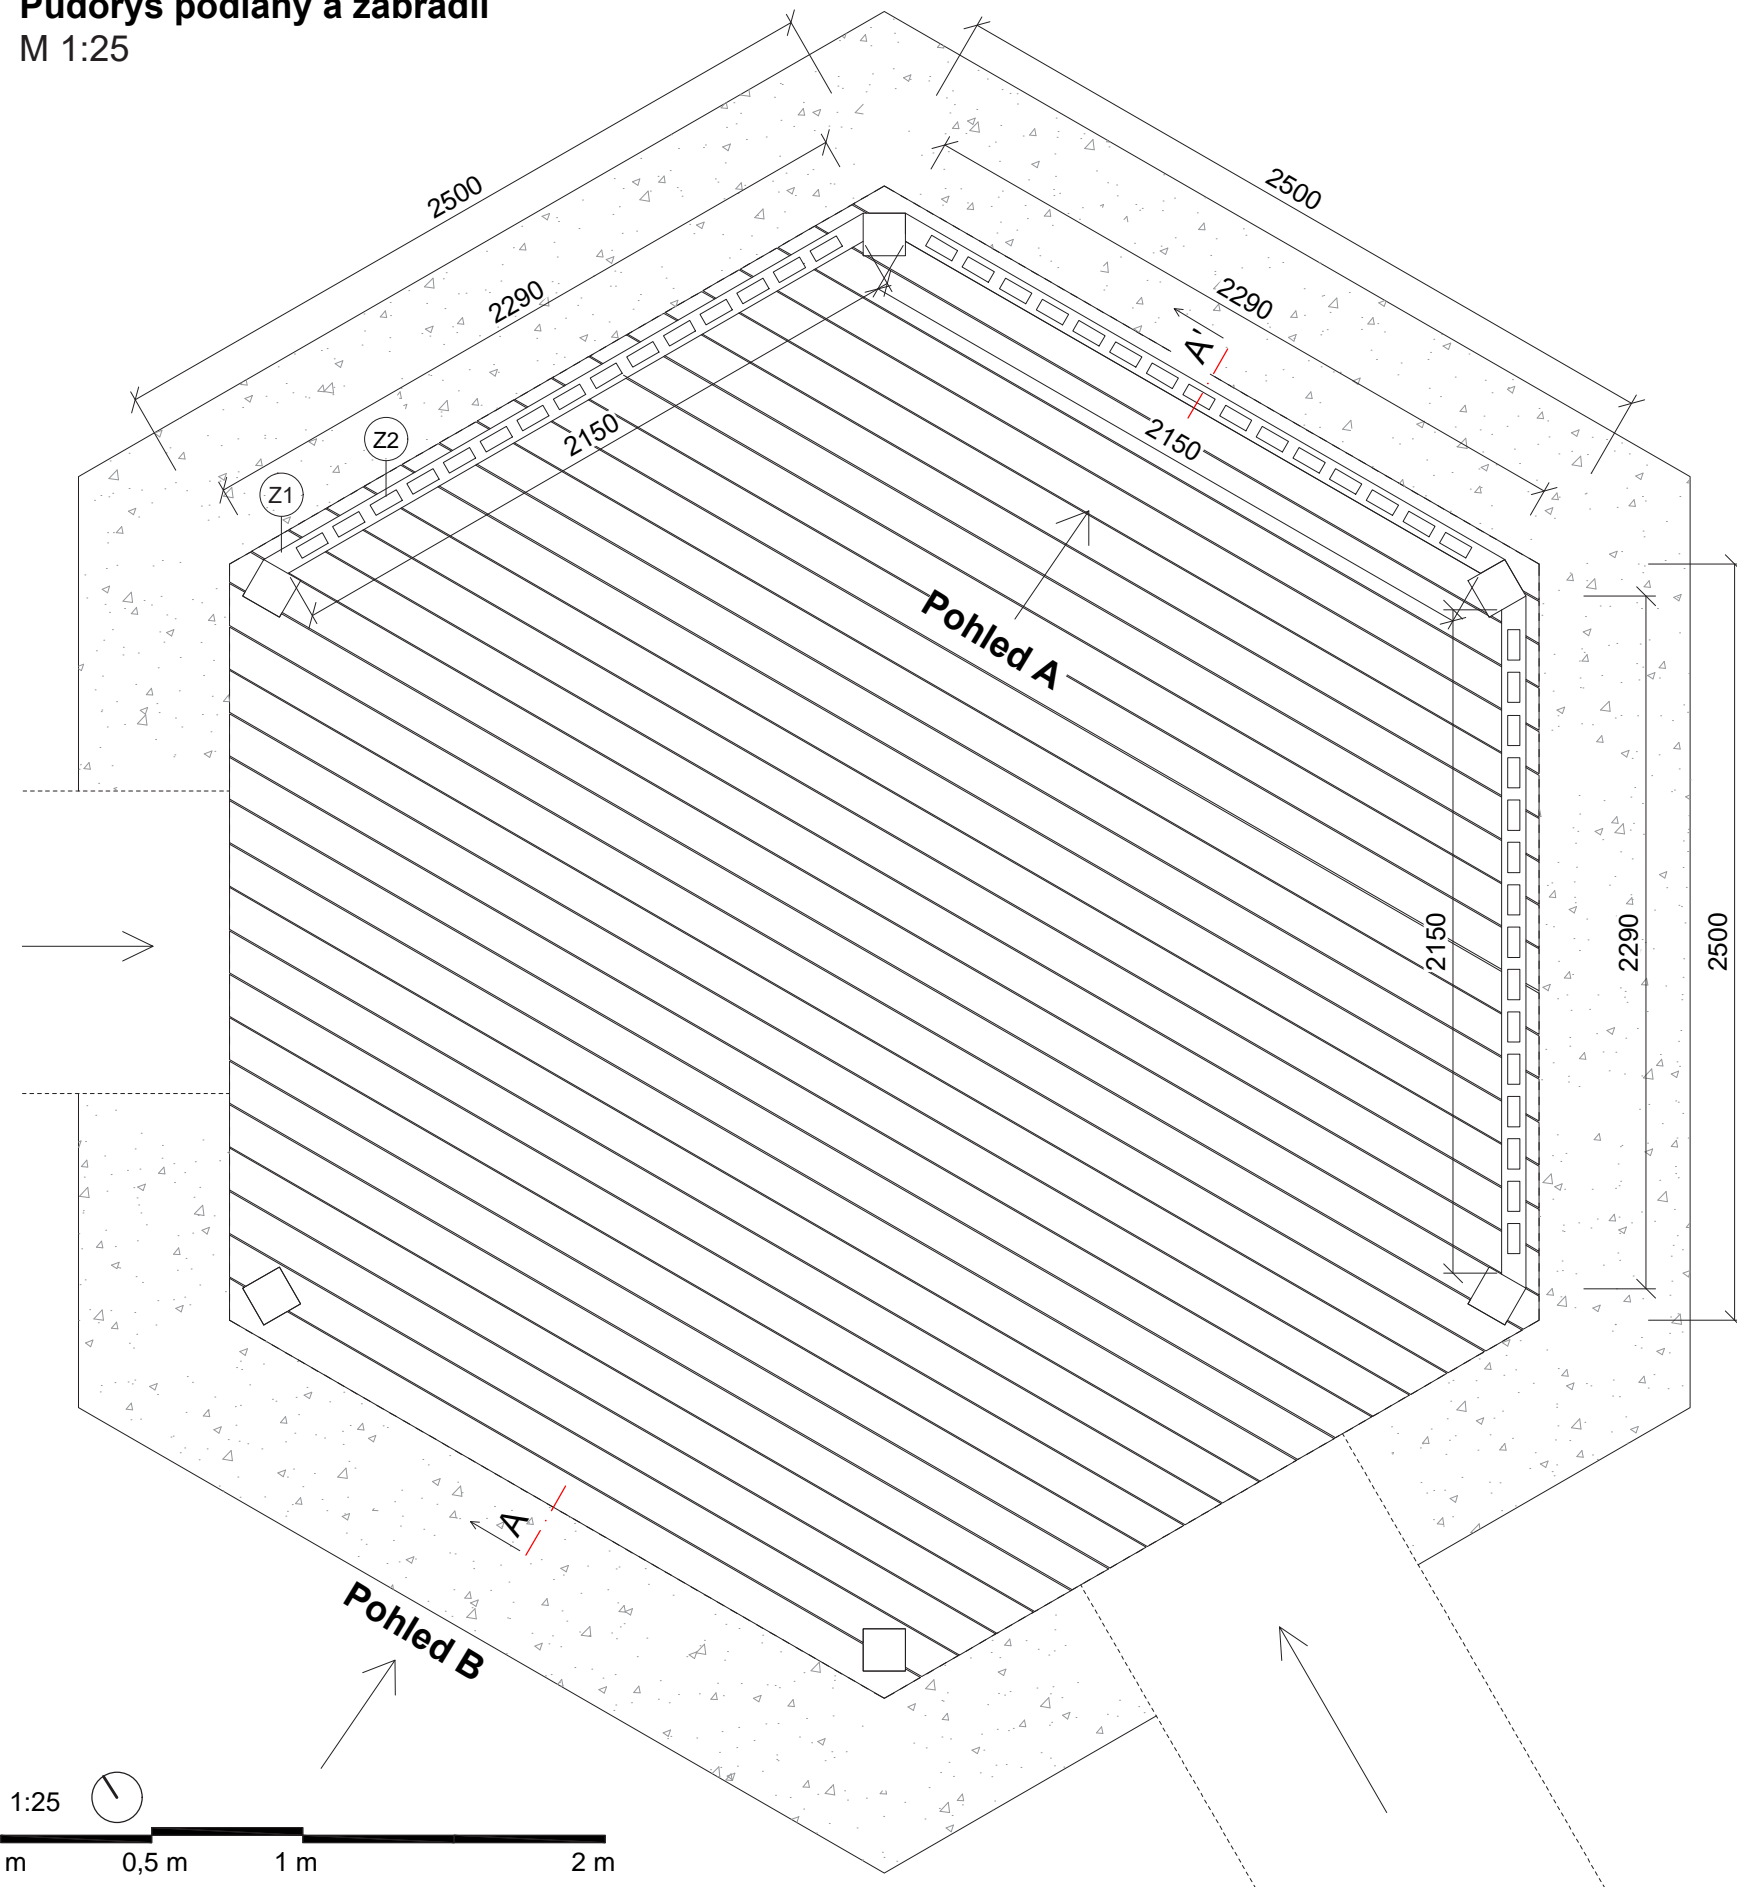 Půdorys podlahy a zábradlí
M 1:25
2500
2500
2290
2290
A'
2150
2150
Z2
Z1
Pohled A
2150
2290
2500
A
Pohled B
1:25
m 0,5 m 1 m 2 m